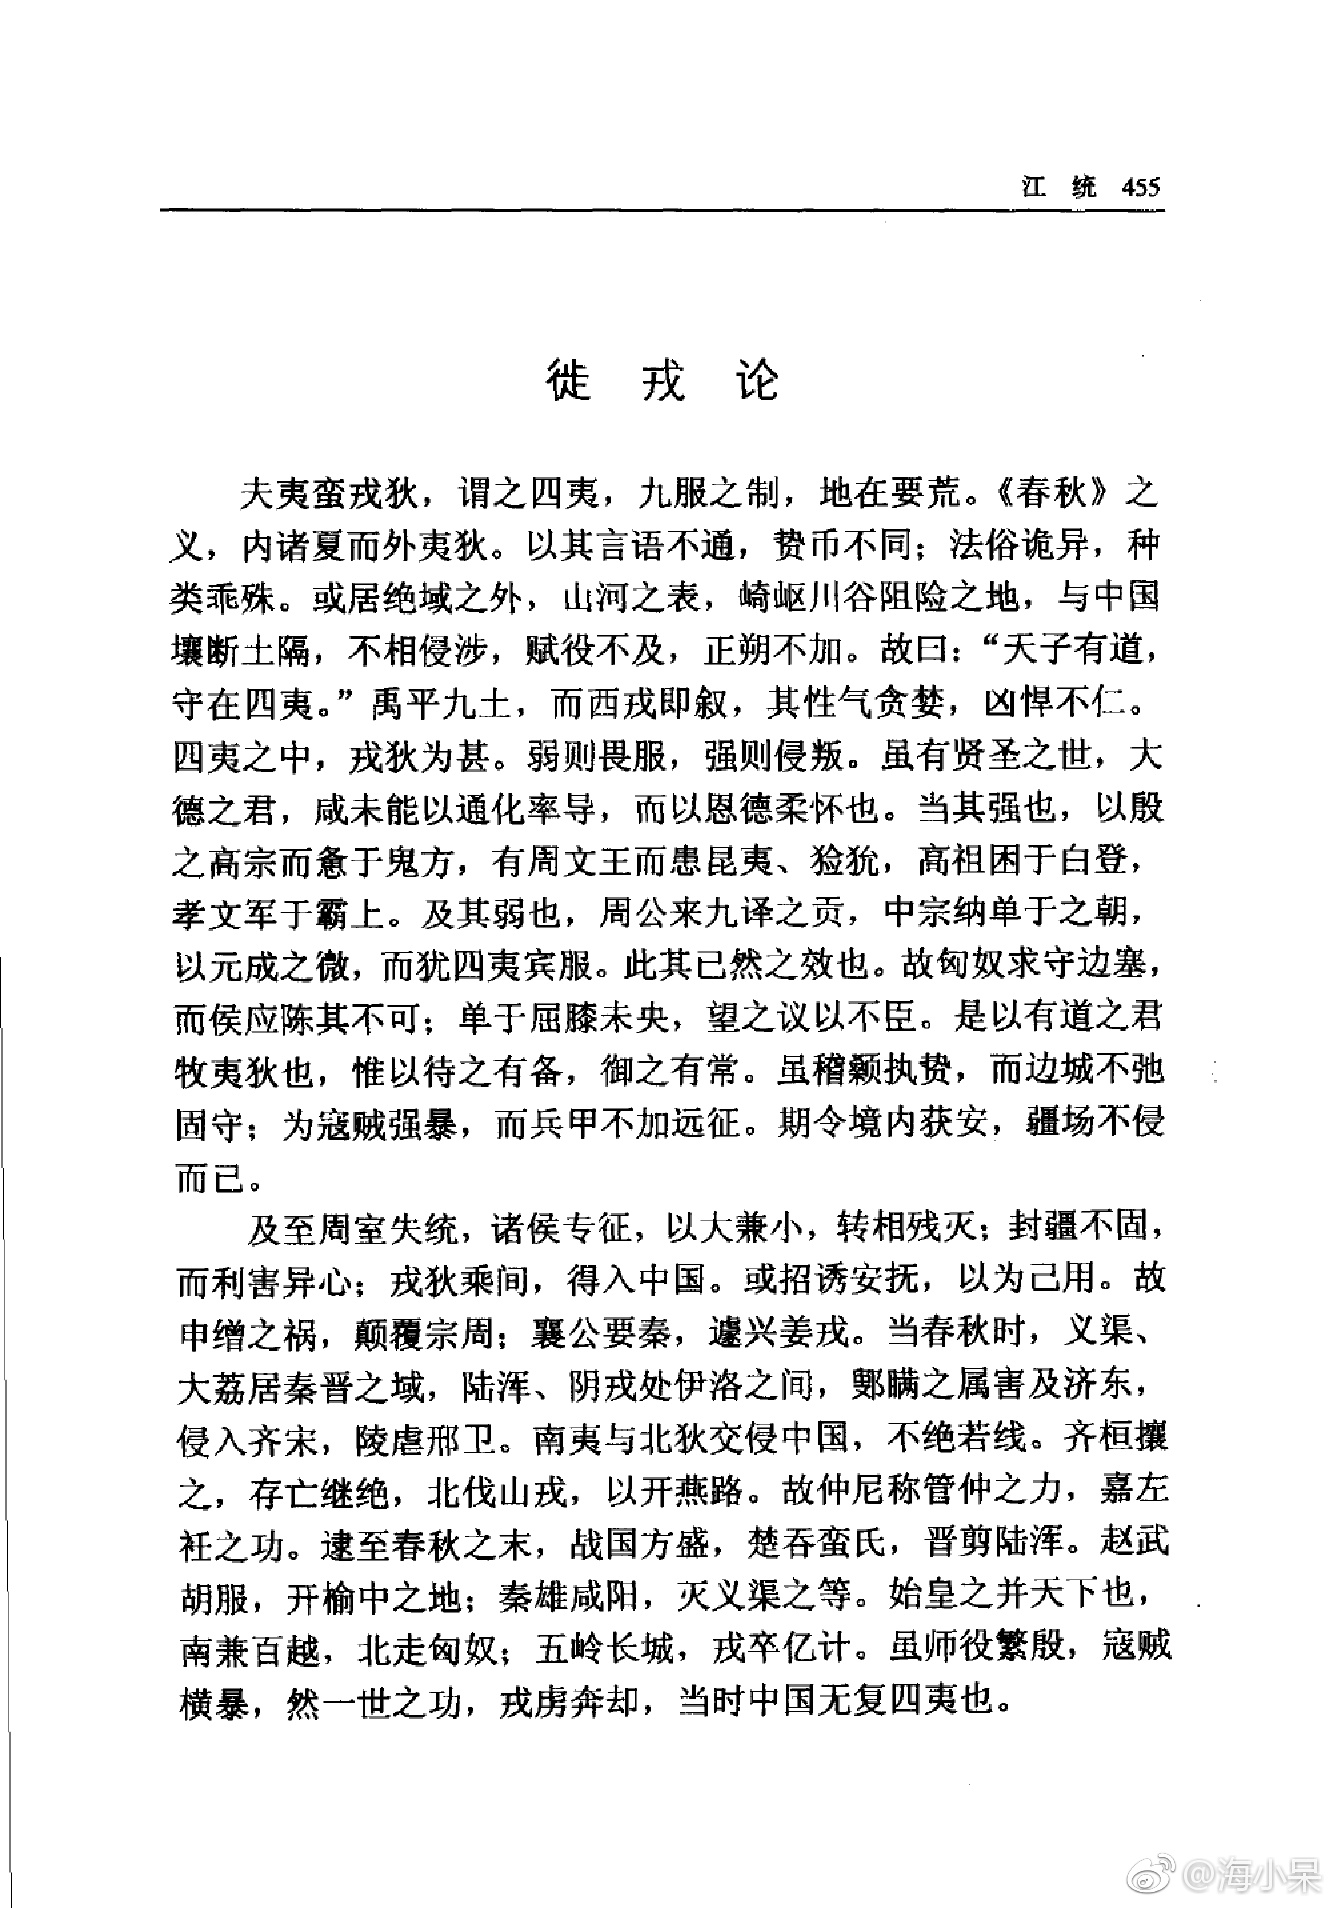 江 统 455
徙 戎 论
夫夷蛮戎狄，谓之四夷，九服之制，地在要荒。《春秋》之
义，内诸夏而外夷狄。以其言语不通，贽币不同；法俗诡异，种
类乖殊。或居绝域之外，山河之表，崎岖川谷阻险之地，与中国
壤断土隔，不相侵涉，赋役不及，正朔不加。故曰：“天子有道，
守在四夷。”禹平九土，而西戎即叙，其性气贪婪，凶悍不仁。
四夷之中，戎狄为甚。弱则畏服，强则侵叛。虽有贤圣之世，大
德之君，咸未能以通化率导，而以恩德柔怀也。当其强也，以殷
之高宗而惫于鬼方，有周文王而患昆夷、猃狁，高祖困于白登，
孝文军于霸上。及其弱也，周公来九译之贡，中宗纳单于之朝，
以元成之微，而犹四夷宾服。此其已然之效也。故匈奴求守边塞，
而侯应陈其不可；单于屈膝未央，望之议以不臣。是以有道之君
牧夷狄也，惟以待之有备，御之有常。虽稽颡执贽，而边城不弛
固守；为寇贼强暴，而兵甲不加远征。期令境内获安，疆场不侵
而已。
及至周室失统，诸侯专征，以大兼小，转相残灭；封疆不固，
而利害异心；戎狄乘间，得入中国。或招诱安抚，以为己用。故
申缯之祸，颠覆宗周；襄公要秦，遽兴姜戎。当春秋时，义渠、
大荔居秦晋之域，陆浑、阴戎处伊洛之间，鄋瞒之属害及济东，
侵入齐宋，陵虐邢卫。南夷与北狄交侵中国，不绝若线。齐桓攘
之，存亡继绝，北伐山戎，以开燕路。故仲尼称管仲之力，嘉左
衽之功。逮至春秋之末，战国方盛，楚吞蛮氏，晋剪陆浑。赵武
胡服，开榆中之地；秦雄咸阳，灭义渠之等。始皇之并天下也，
南兼百越，北走匈奴；五岭长城，戎卒亿计。虽师役繁殷，寇贼
横暴，然一世之功，戎虏奔却，当时中国无复四夷也。
@海小呆